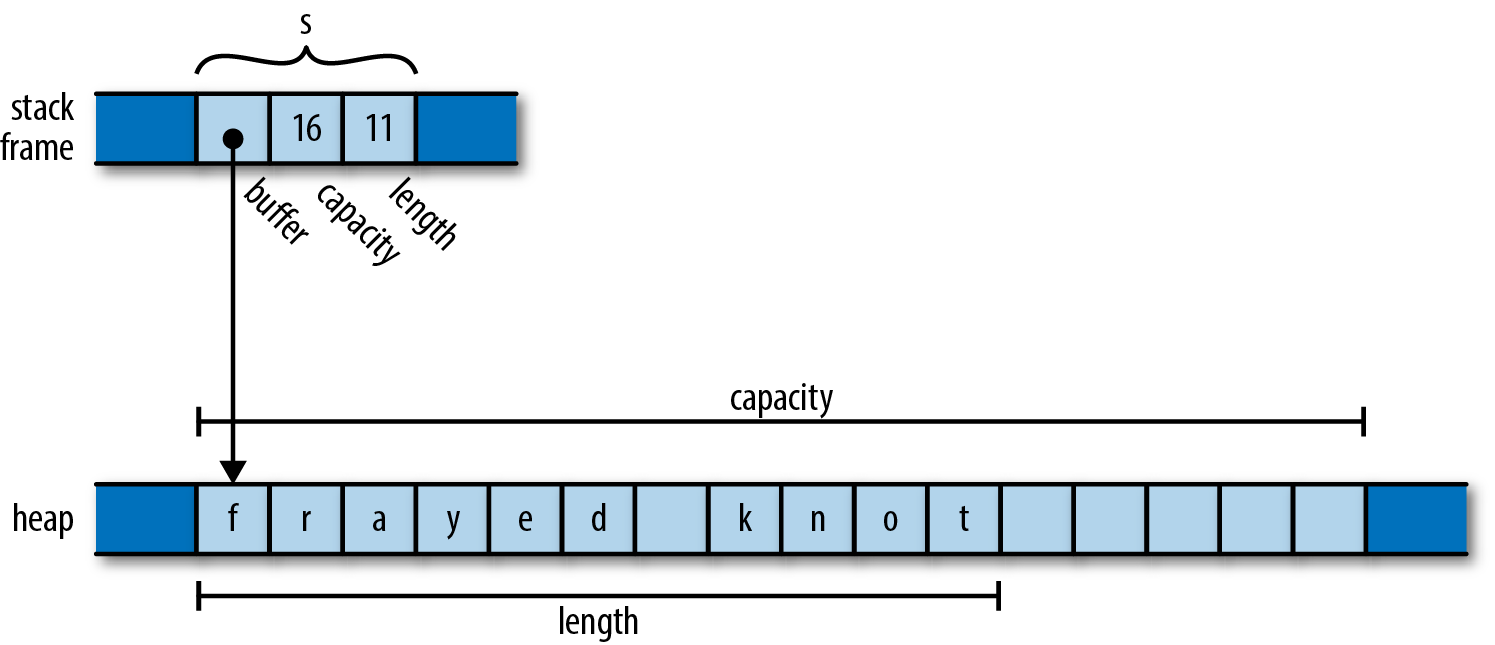 s
stack
frame
16 11
buffer
capacity
length
capacity
heap
f r a y e d k n o t
length